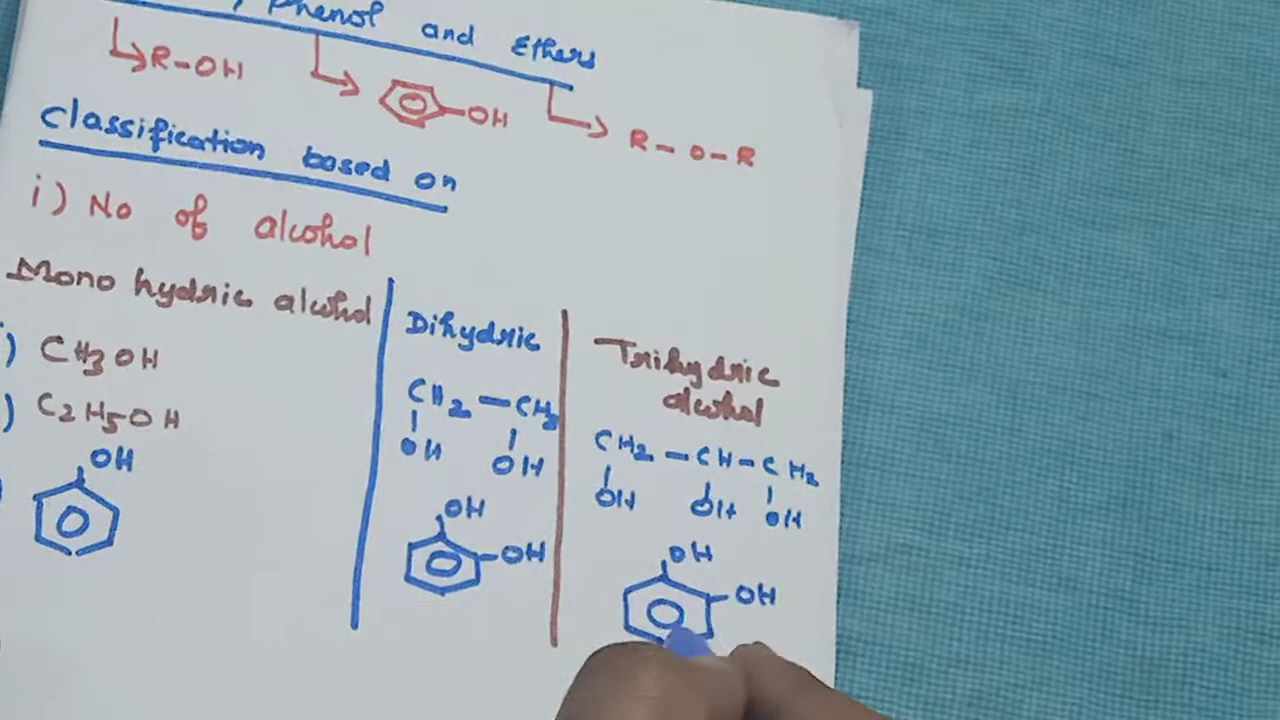 Phenol and Ethers
R-OH
OH
R-O-R
Classification based on
i) No of alcohol
Mono hydric alcohol
) CH3OH
) C2H5OH
OH
Dihydric
CH2-CH2
OH OH
OH
OH
Trihydric
alcohol
CH2-CH-CH2
OH OH OH
OH
OH